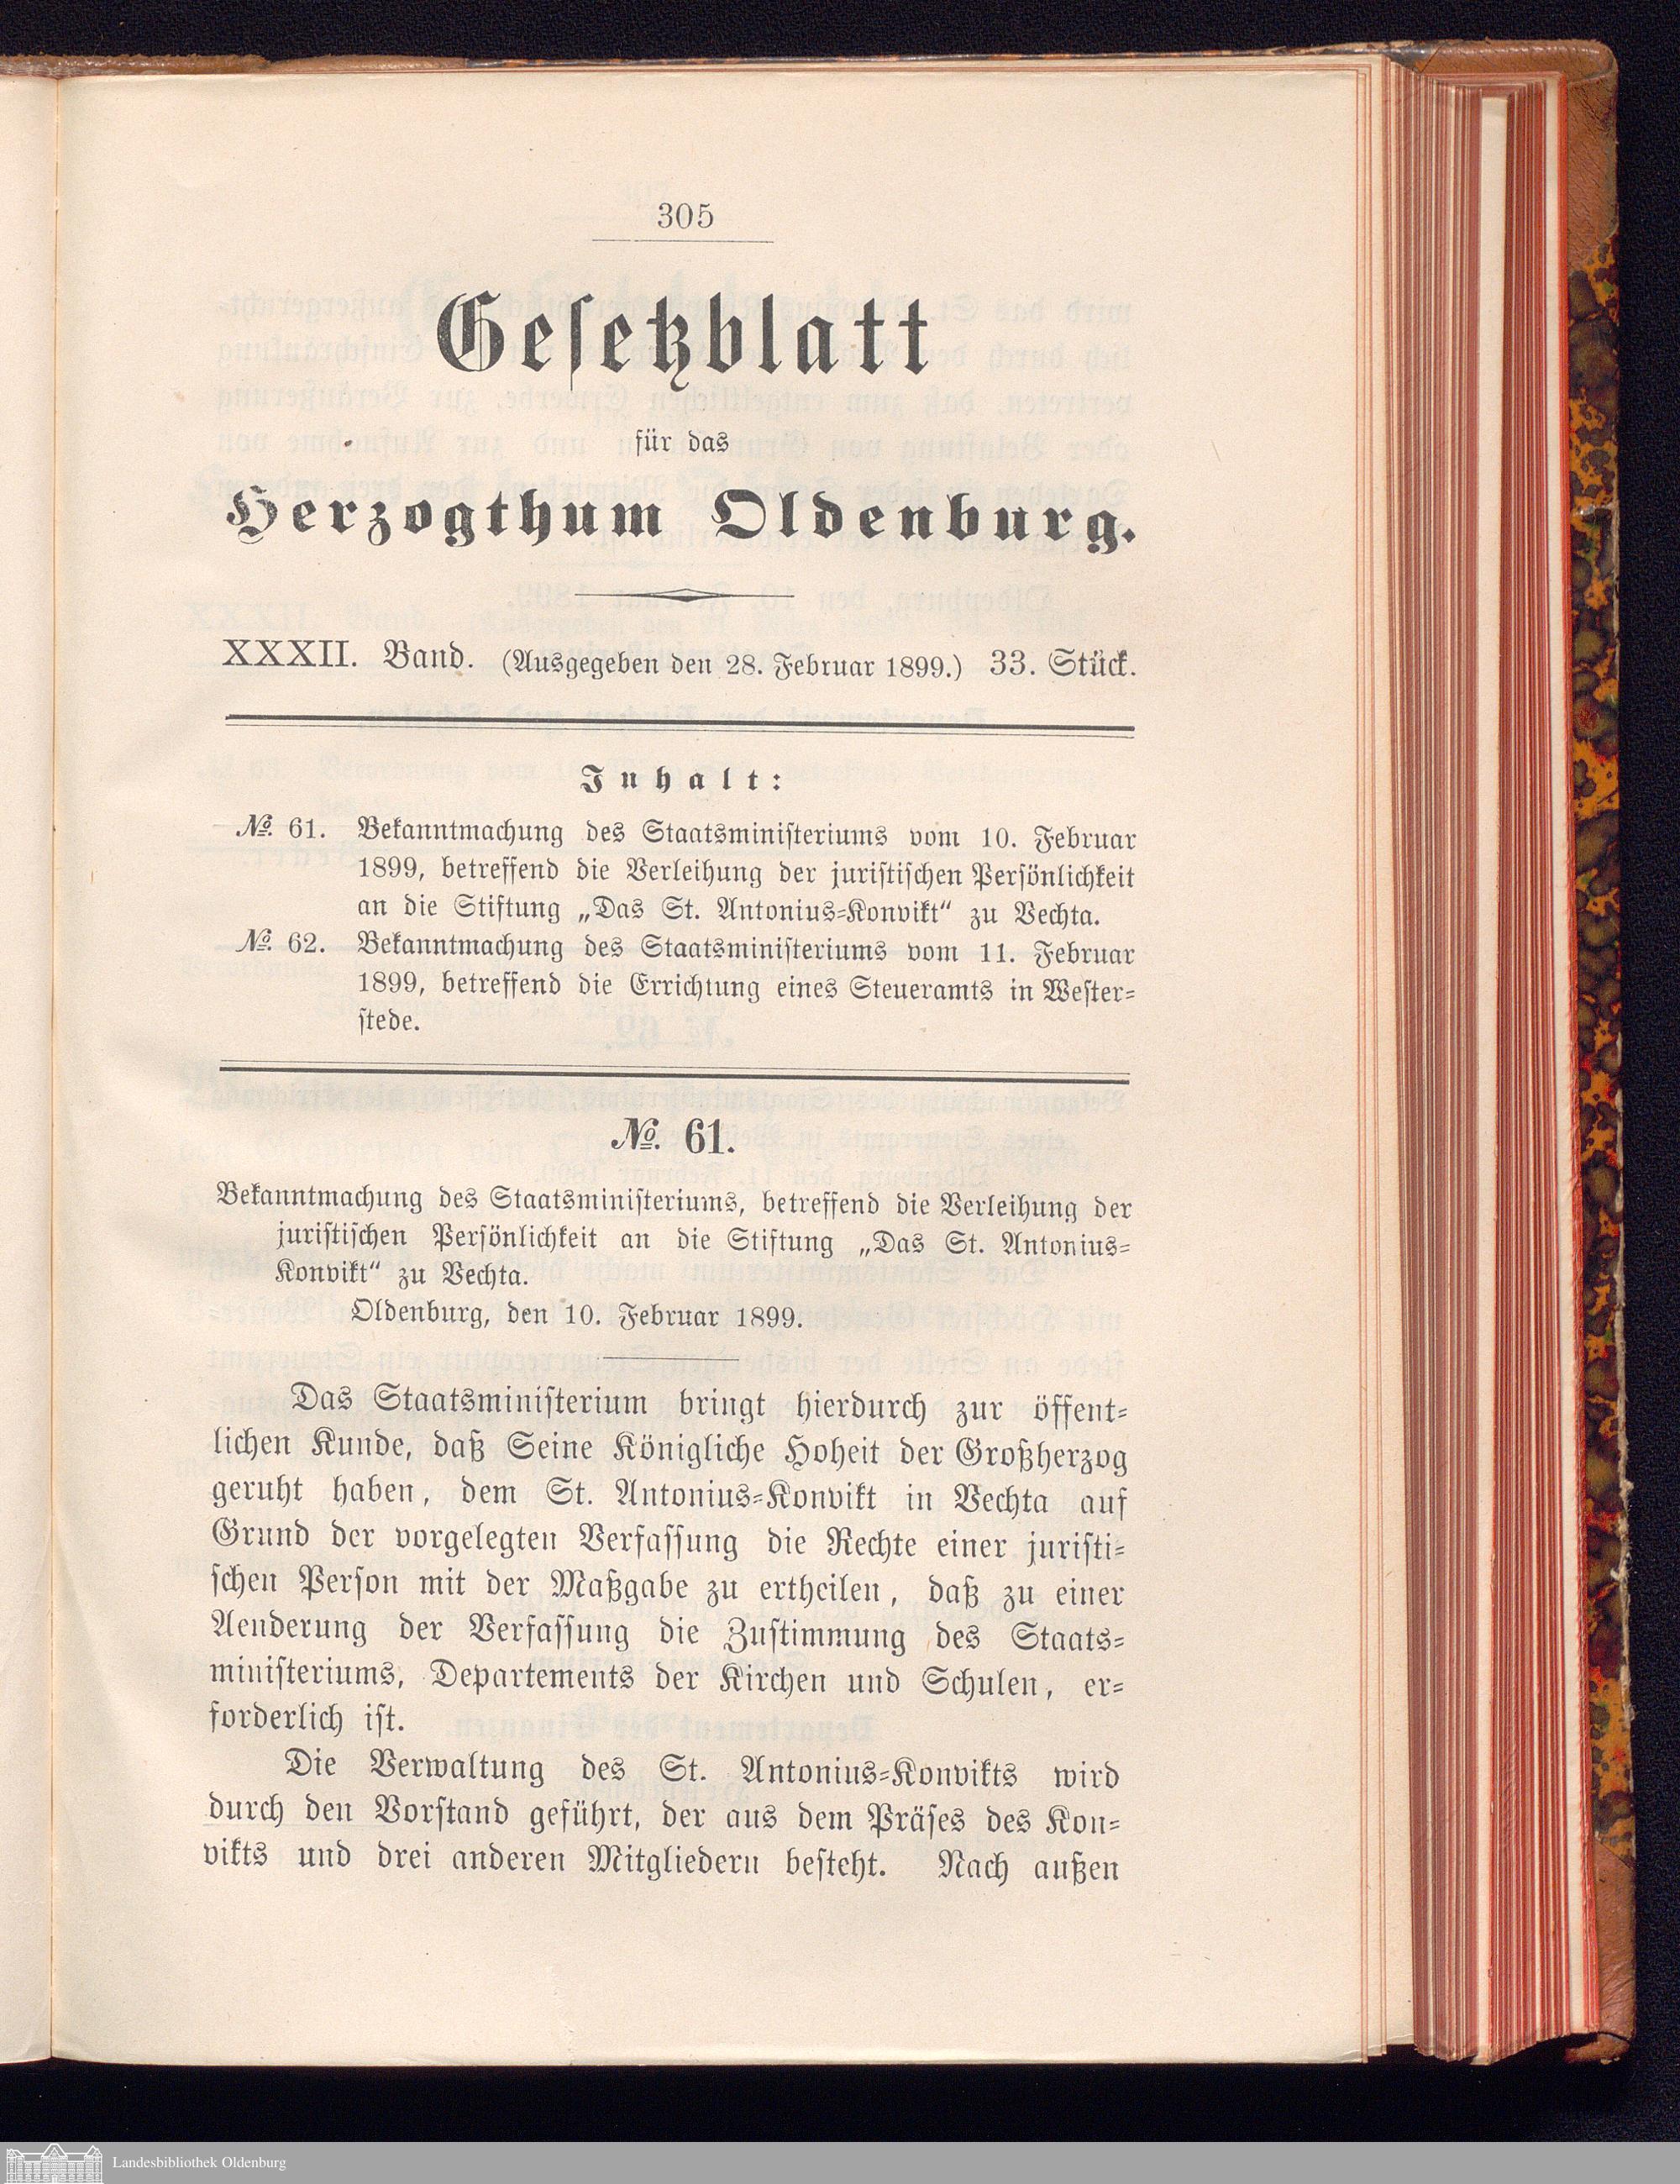 305
Gesetzblatt
für das
Herzogthum Oldenburg.
XXXII. Band. (Ausgegeben den 28. Februar 1899.) 33. Stück.
Inhalt:
№. 61. Bekanntmachung des Staatsministeriums vom 10. Februar
1899, betreffend die Verleihung der juristischen Persönlichkeit
an die Stiftung „Das St. Antonius-Konvikt“ zu Vechta.
№. 62. Bekanntmachung des Staatsministeriums vom 11. Februar
1899, betreffend die Errichtung eines Steueramts in Wester-
stede.
№. 61.
Bekanntmachung des Staatsministeriums, betreffend die Verleihung der
juristischen Persönlichkeit an die Stiftung „Das St. Antonius-
Konvikt“ zu Vechta.
Oldenburg, den 10. Februar 1899.
Das Staatsministerium bringt hierdurch zur öffent-
lichen Kunde, daß Seine Königliche Hoheit der Großherzog
geruht haben, dem St. Antonius-Konvikt in Vechta auf
Grund der vorgelegten Verfassung die Rechte einer juristi-
schen Person mit der Maßgabe zu ertheilen, daß zu einer
Aenderung der Verfassung die Zustimmung des Staats-
ministeriums, Departements der Kirchen und Schulen, er-
forderlich ist.
Die Verwaltung des St. Antonius-Konvikts wird
durch den Vorstand geführt, der aus dem Präses des Kon-
vikts und drei anderen Mitgliedern besteht. Nach außen
Landesbibliothek Oldenburg